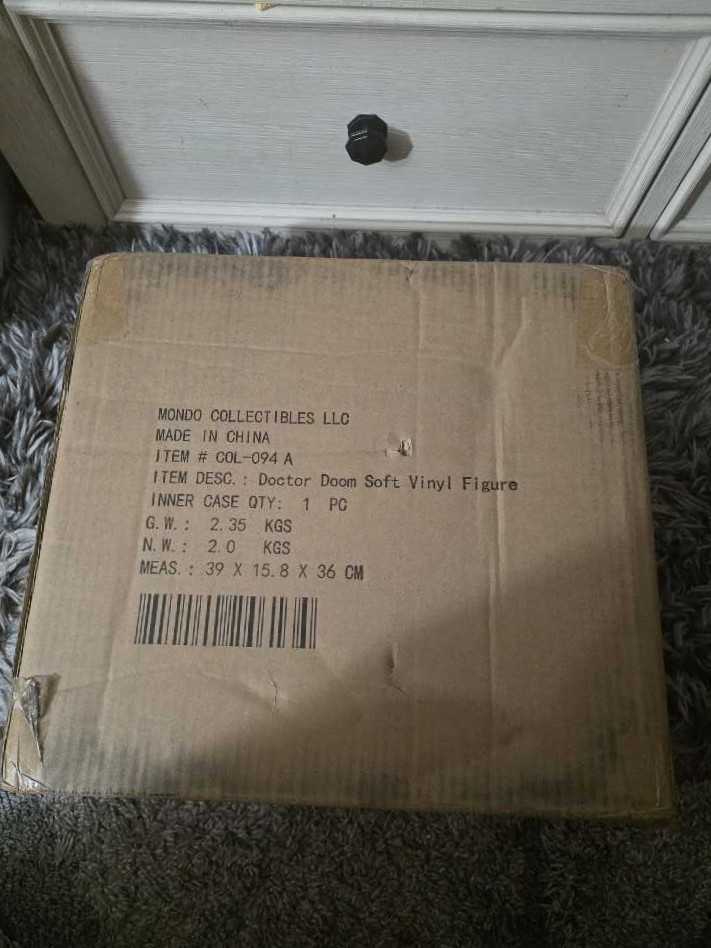 MONDO COLLECTIBLES LLC
MADE IN CHINA
ITEM # COL-094 A
ITEM DESC.: Doctor Doom Soft Vinyl Figure
INNER CASE QTY: 1 PC
G.W.: 2.35 KGS
N.W.: 2.0 KGS
MEAS.: 39 X 15.8 X 36 CM